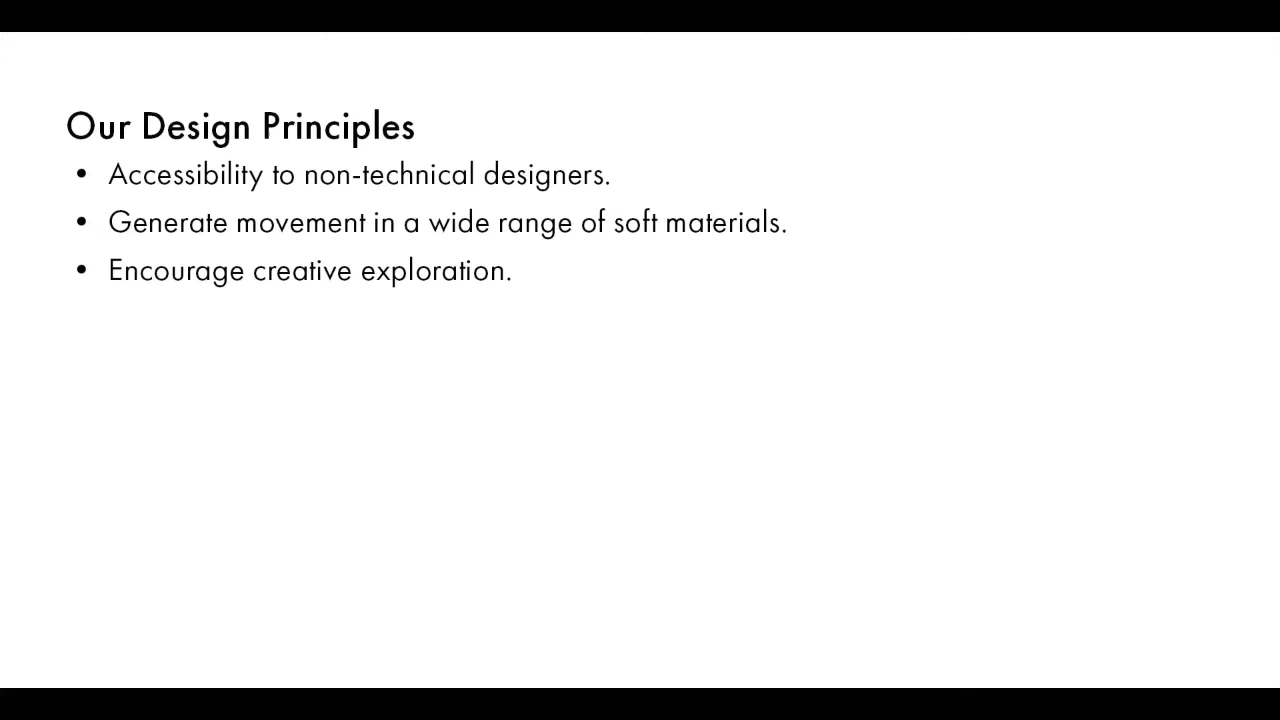 Our Design Principles
• Accessibility to non-technical designers.
• Generate movement in a wide range of soft materials.
• Encourage creative exploration.